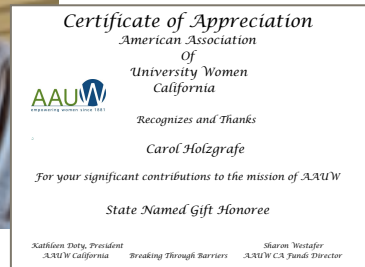 Certificate of Appreciation
American Association
Of
University Women
California
AAUW
empowering women since 1881
Recognizes and Thanks
Carol Holzgrafe
For your significant contributions to the mission of AAUW
State Named Gift Honoree
Kathleen Doty, President
AAUW California
Breaking Through Barriers
Sharon Westafer
AAUW CA Funds Director